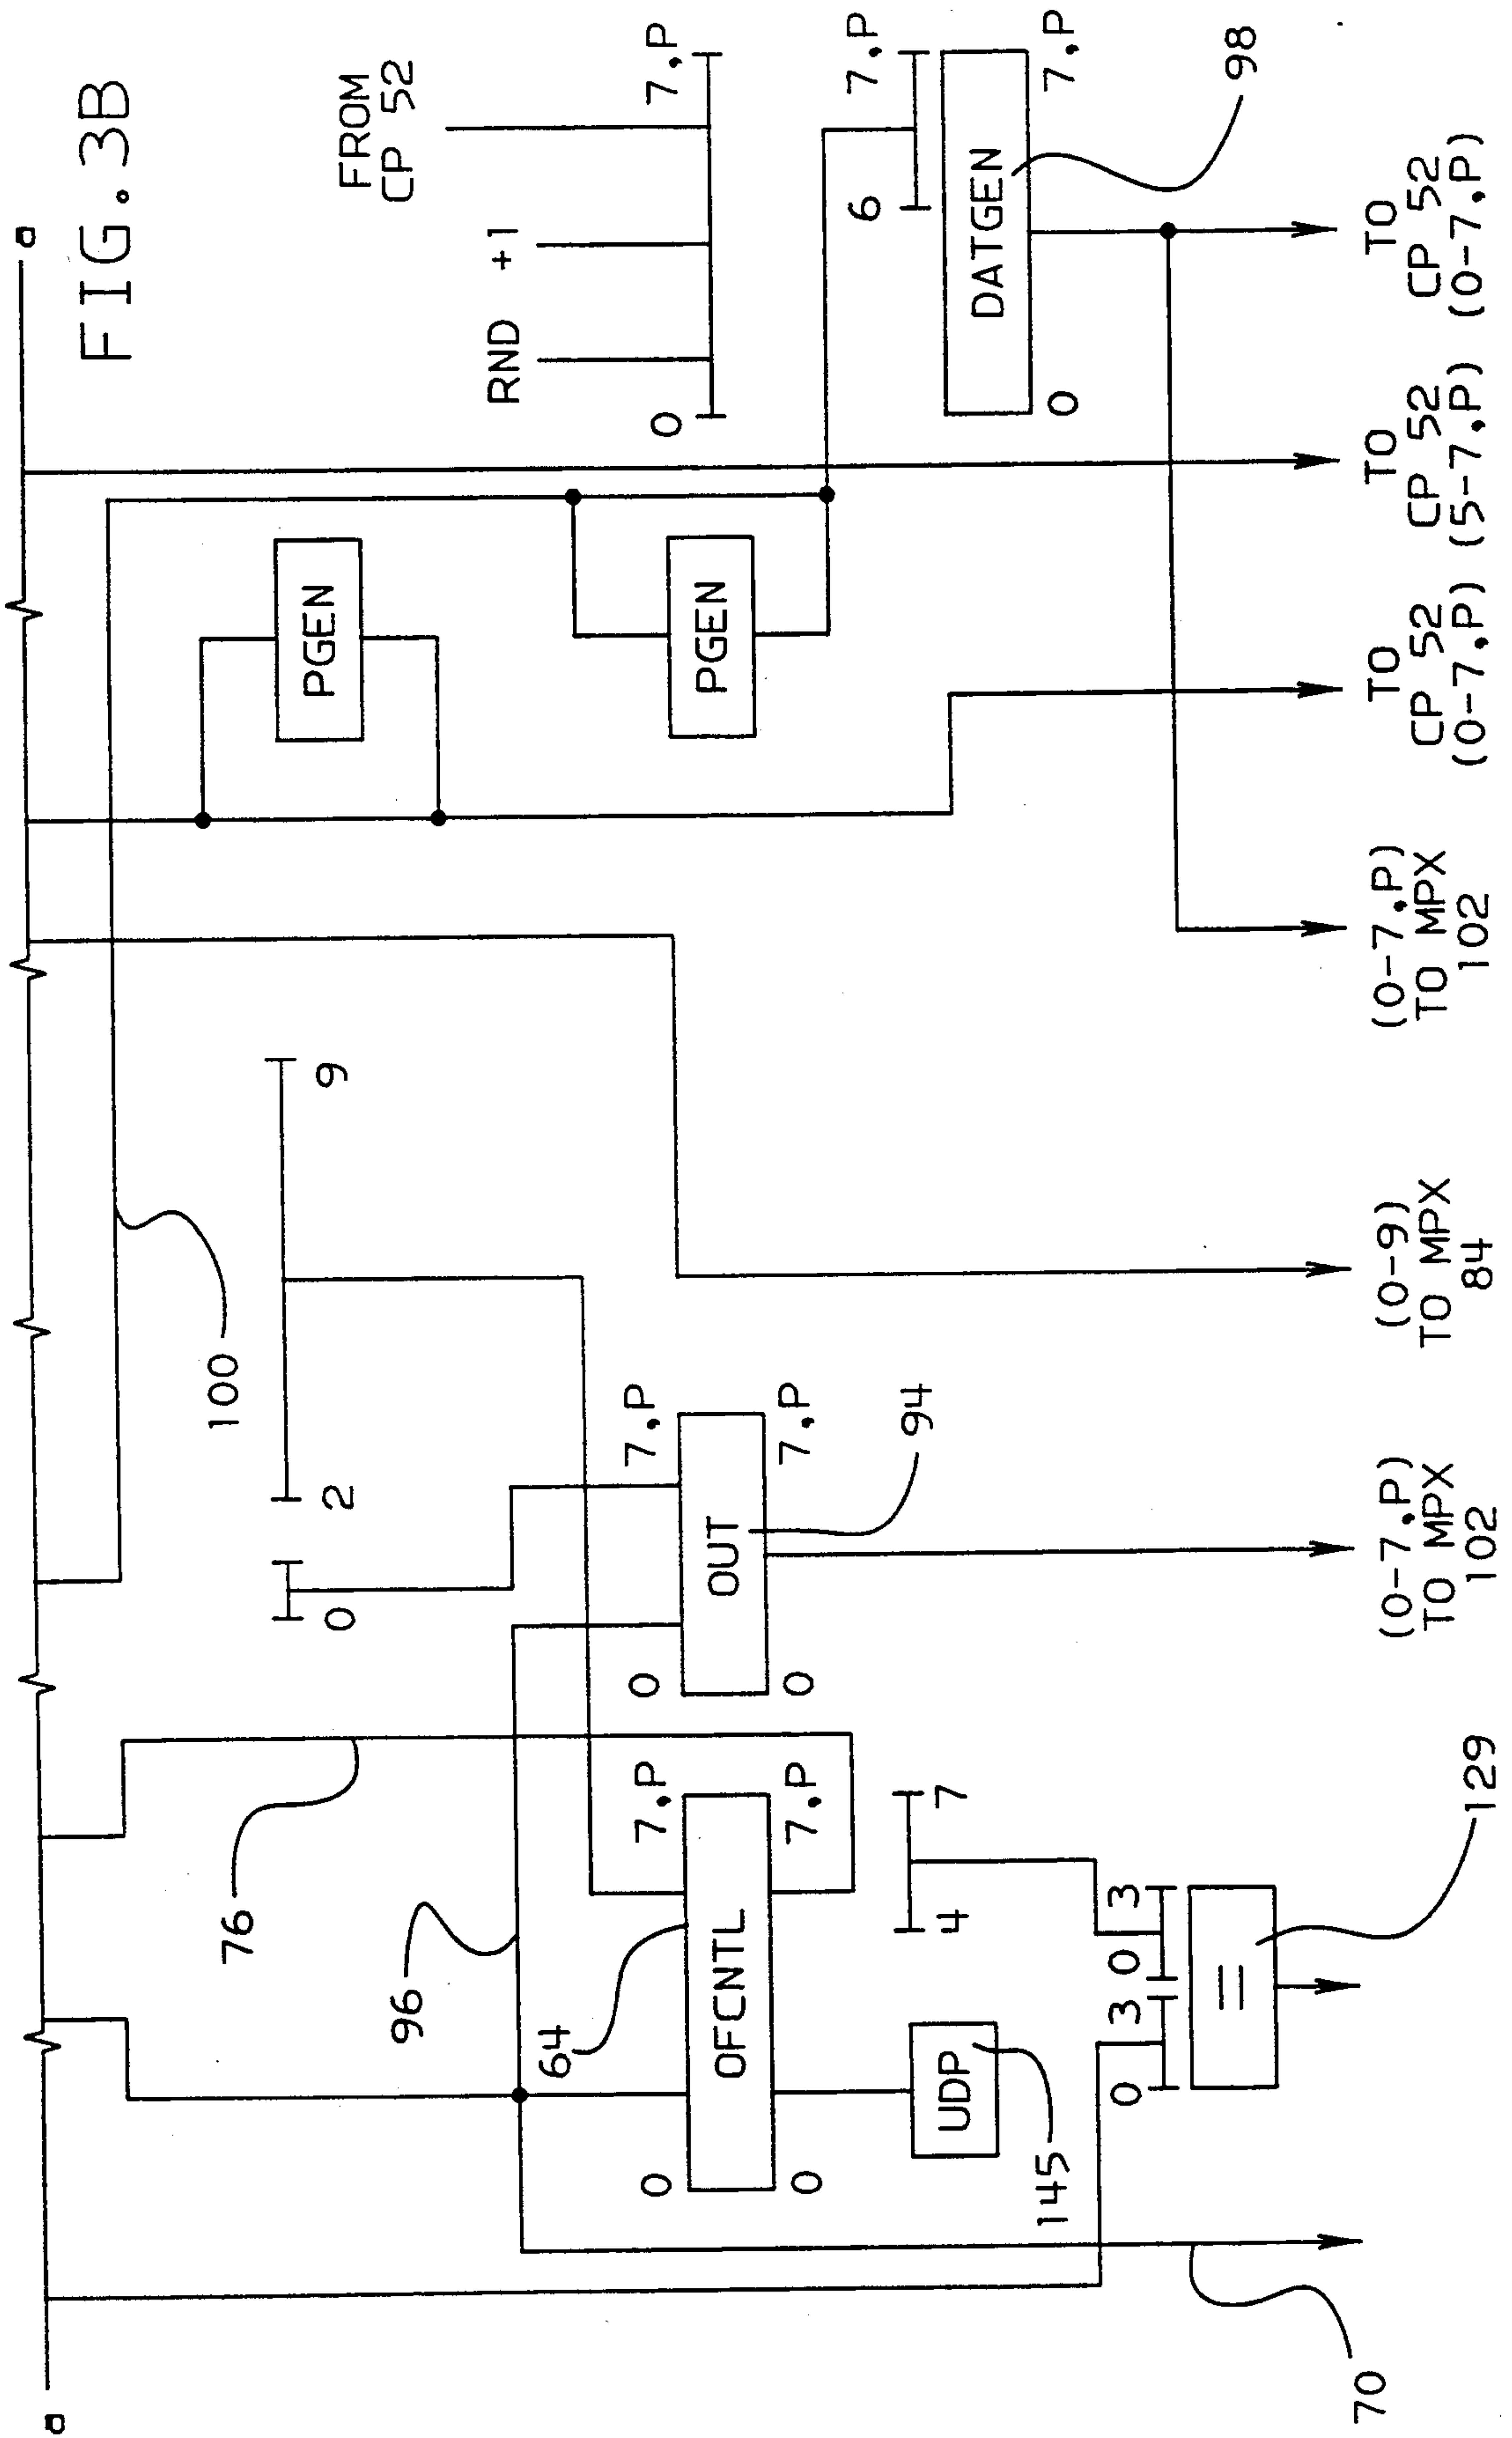 FIG. 3B
a
a
FROM
CP 52
RND
+1
0
7,P
PGEN
PGEN
6
7,P
DATGEN
0
7,P
98
100
0
2
9
76
96
64
0
7,P
OFCNTL
0
7,P
0
7,P
OUT
0
7,P
94
UDP
145
4
7
0
3
0
3
=
129
70
(0-7,P)
TO MPX
102
(0-9)
TO MPX
84
(0-7,P)
TO MPX
102
TO
CP 52
(0-7,P)
TO
CP 52
(5-7,P)
TO
CP 52
(0-7,P)